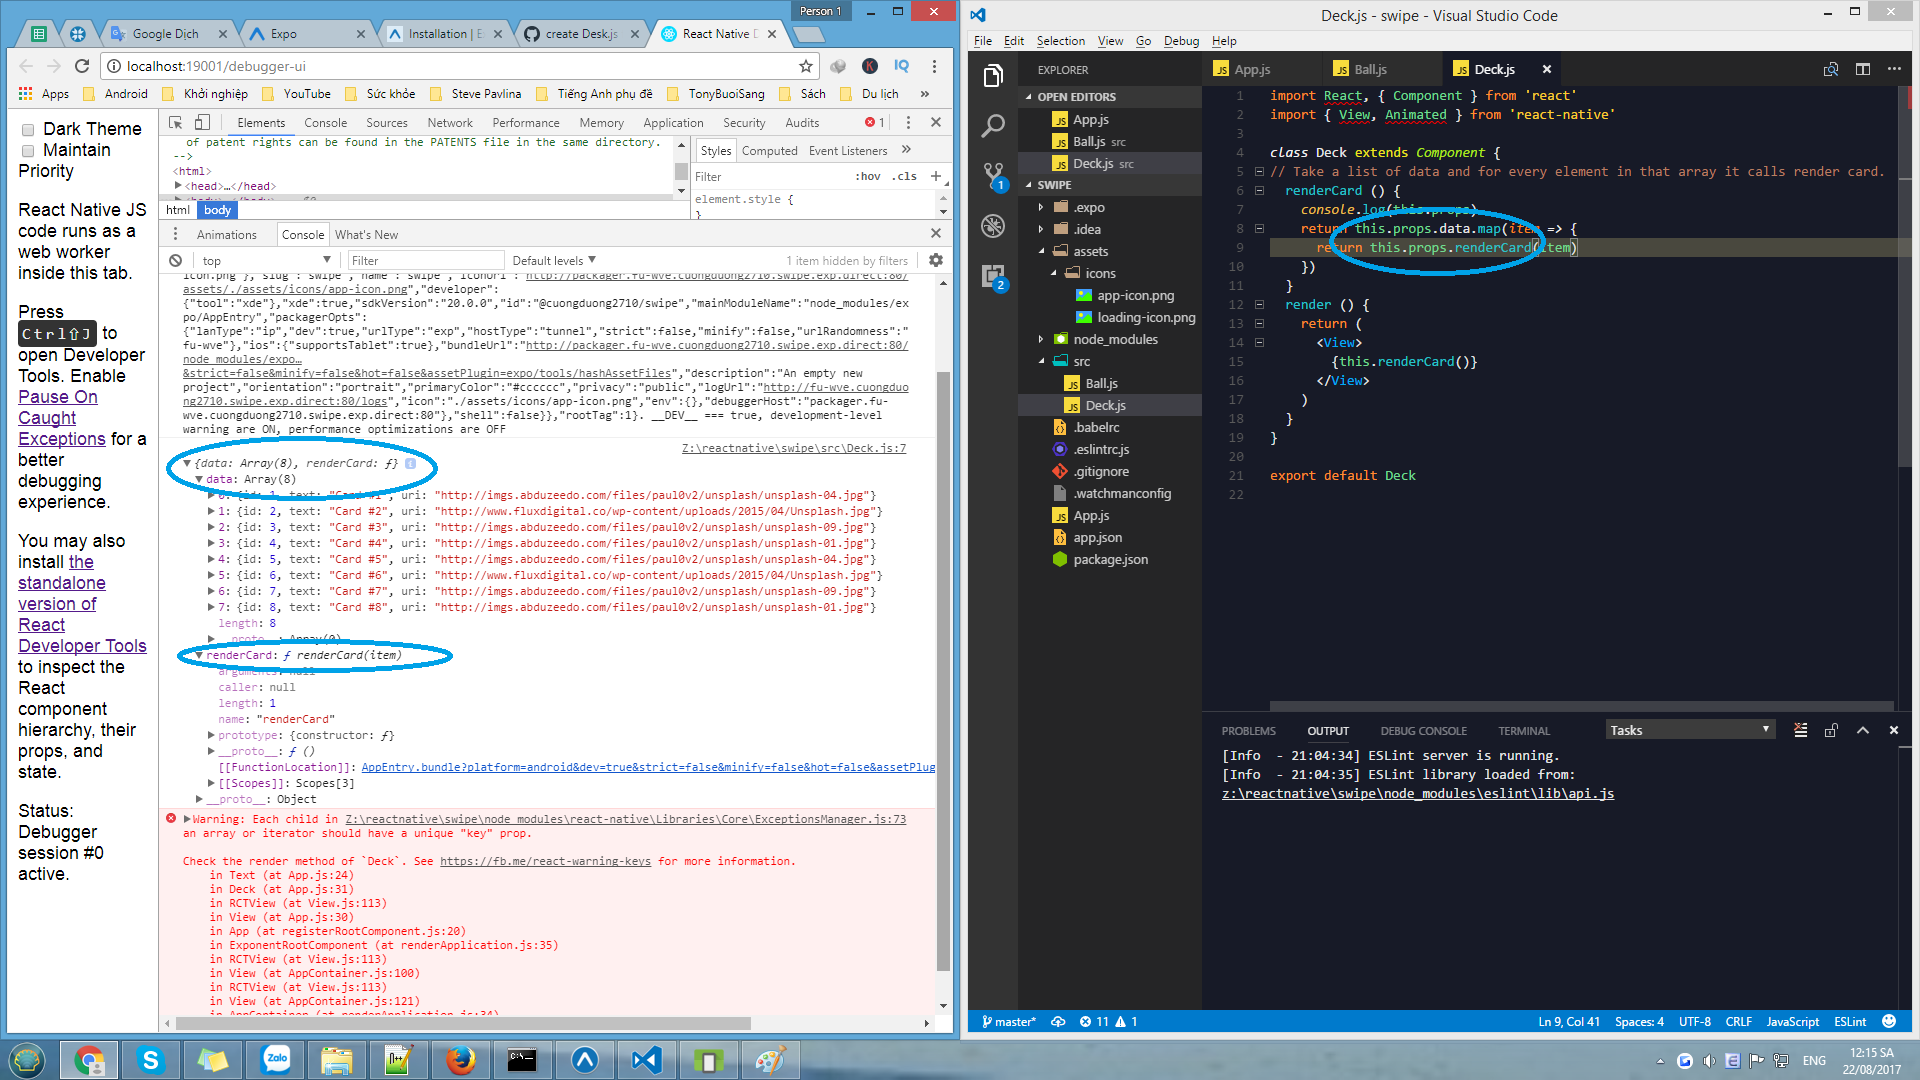 Person 1
Google Dịch
Expo
Installation | E
create Desk.js
React Native D
localhost:19001/debugger-ui
Apps
Android
Khởi nghiệp
YouTube
Sức khỏe
Steve Pavlina
Tiếng Anh phụ đề
TonyBuoiSang
Sách
Du lịch
»
Dark Theme
Maintain
Priority
React Native JS
code runs as a
web worker
inside this tab.
Press
Ctrl⇧J to
open Developer
Tools. Enable
Pause On
Caught
Exceptions for a
better
debugging
experience.
You may also
install the
standalone
version of
React
Developer Tools
to inspect the
React
component
hierarchy, their
props, and
state.
Status:
Debugger
session #0
active.
Elements Console Sources Network Performance Memory Application Security Audits 1
of patent rights can be found in the PATENTS file in the same directory.
-->
<html>
<head>…</head>
html body
Styles Computed Event Listeners »
Filter :hov .cls +
element.style {
}
Animations Console What's New
top Filter Default levels 1 item hidden by filters
icon.png","slug":"swipe","name":"swipe","iconUrl":"http://packager.fu-wve.cuongduong2710.swipe.exp.direct:80/
assets/./assets/icons/app-icon.png","developer":
{"tool":"xde"},"xde":true,"sdkVersion":"20.0.0","id":"@cuongduong2710/swipe","mainModuleName":"node_modules/ex
po/AppEntry","packagerOpts":
{"lanType":"ip","dev":true,"urlType":"exp","hostType":"tunnel","strict":false,"minify":false,"urlRandomness":"
fu-wve"},"ios":{"supportsTablet":true},"bundleUrl":"http://packager.fu-wve.cuongduong2710.swipe.exp.direct:80/
node_modules/expo…
&strict=false&minify=false&hot=false&assetPlugin=expo/tools/hashAssetFiles","description":"An empty new
project","orientation":"portrait","primaryColor":"#cccccc","privacy":"public","logUrl":"http://fu-wve.cuongduo
ng2710.swipe.exp.direct:80/logs","icon":"./assets/icons/app-icon.png","env":{},"debuggerHost":"packager.fu-
wve.cuongduong2710.swipe.exp.direct:80"},"shell":false}},"rootTag":1}. __DEV__ === true, development-level
warning are ON, performance optimizations are OFF
Z:\reactnative\swipe\src\Deck.js:7
{data: Array(8), renderCard: ƒ}
data: Array(8)
0: {id: 1, text: "Card #1", uri: "http://imgs.abduzeedo.com/files/paul0v2/unsplash/unsplash-04.jpg"}
1: {id: 2, text: "Card #2", uri: "http://www.fluxdigital.co/wp-content/uploads/2015/04/Unsplash.jpg"}
2: {id: 3, text: "Card #3", uri: "http://imgs.abduzeedo.com/files/paul0v2/unsplash/unsplash-09.jpg"}
3: {id: 4, text: "Card #4", uri: "http://imgs.abduzeedo.com/files/paul0v2/unsplash/unsplash-01.jpg"}
4: {id: 5, text: "Card #5", uri: "http://imgs.abduzeedo.com/files/paul0v2/unsplash/unsplash-04.jpg"}
5: {id: 6, text: "Card #6", uri: "http://www.fluxdigital.co/wp-content/uploads/2015/04/Unsplash.jpg"}
6: {id: 7, text: "Card #7", uri: "http://imgs.abduzeedo.com/files/paul0v2/unsplash/unsplash-09.jpg"}
7: {id: 8, text: "Card #8", uri: "http://imgs.abduzeedo.com/files/paul0v2/unsplash/unsplash-01.jpg"}
length: 8
__proto__: Array(0)
renderCard: ƒ renderCard(item)
arguments: null
caller: null
length: 1
name: "renderCard"
prototype: {constructor: ƒ}
__proto__: ƒ ()
[[FunctionLocation]]: AppEntry.bundle?platform=android&dev=true&strict=false&minify=false&hot=false&assetPlug
[[Scopes]]: Scopes[3]
__proto__: Object
Warning: Each child in Z:\reactnative\swipe\node_modules\react-native\Libraries\Core\ExceptionsManager.js:73
an array or iterator should have a unique "key" prop.
Check the render method of `Deck`. See https://fb.me/react-warning-keys for more information.
in Text (at App.js:24)
in Deck (at App.js:31)
in RCTView (at View.js:113)
in View (at App.js:30)
in App (at registerRootComponent.js:20)
in ExponentRootComponent (at renderApplication.js:35)
in RCTView (at View.js:113)
in View (at AppContainer.js:100)
in RCTView (at View.js:113)
in View (at AppContainer.js:121)
in AppContainer (at renderApplication.js:34)
Deck.js - swipe - Visual Studio Code
File Edit Selection View Go Debug Help
EXPLORER
OPEN EDITORS
App.js
Ball.js src
Deck.js src
SWIPE
.expo
.idea
assets
icons
app-icon.png
loading-icon.png
node_modules
src
Ball.js
Deck.js
.babelrc
.eslintrc.js
.gitignore
.watchmanconfig
App.js
app.json
package.json
1
2
App.js Ball.js Deck.js
1 import React, { Component } from 'react'
2 import { View, Animated } from 'react-native'
3
4 class Deck extends Component {
5 // Take a list of data and for every element in that array it calls render card.
6 renderCard () {
7 console.log(this.props)
8 return this.props.data.map(item => {
9 return this.props.renderCard(item)
10 })
11 }
12 render () {
13 return (
14 <View>
15 {this.renderCard()}
16 </View>
17 )
18 }
19 }
20
21 export default Deck
22
PROBLEMS OUTPUT DEBUG CONSOLE TERMINAL Tasks
[Info - 21:04:34] ESLint server is running.
[Info - 21:04:35] ESLint library loaded from:
z:\reactnative\swipe\node_modules\eslint\lib\api.js
master* 11 1 Ln 9, Col 41 Spaces: 4 UTF-8 CRLF JavaScript ESLint
Zalo
ENG
12:15 SA
22/08/2017